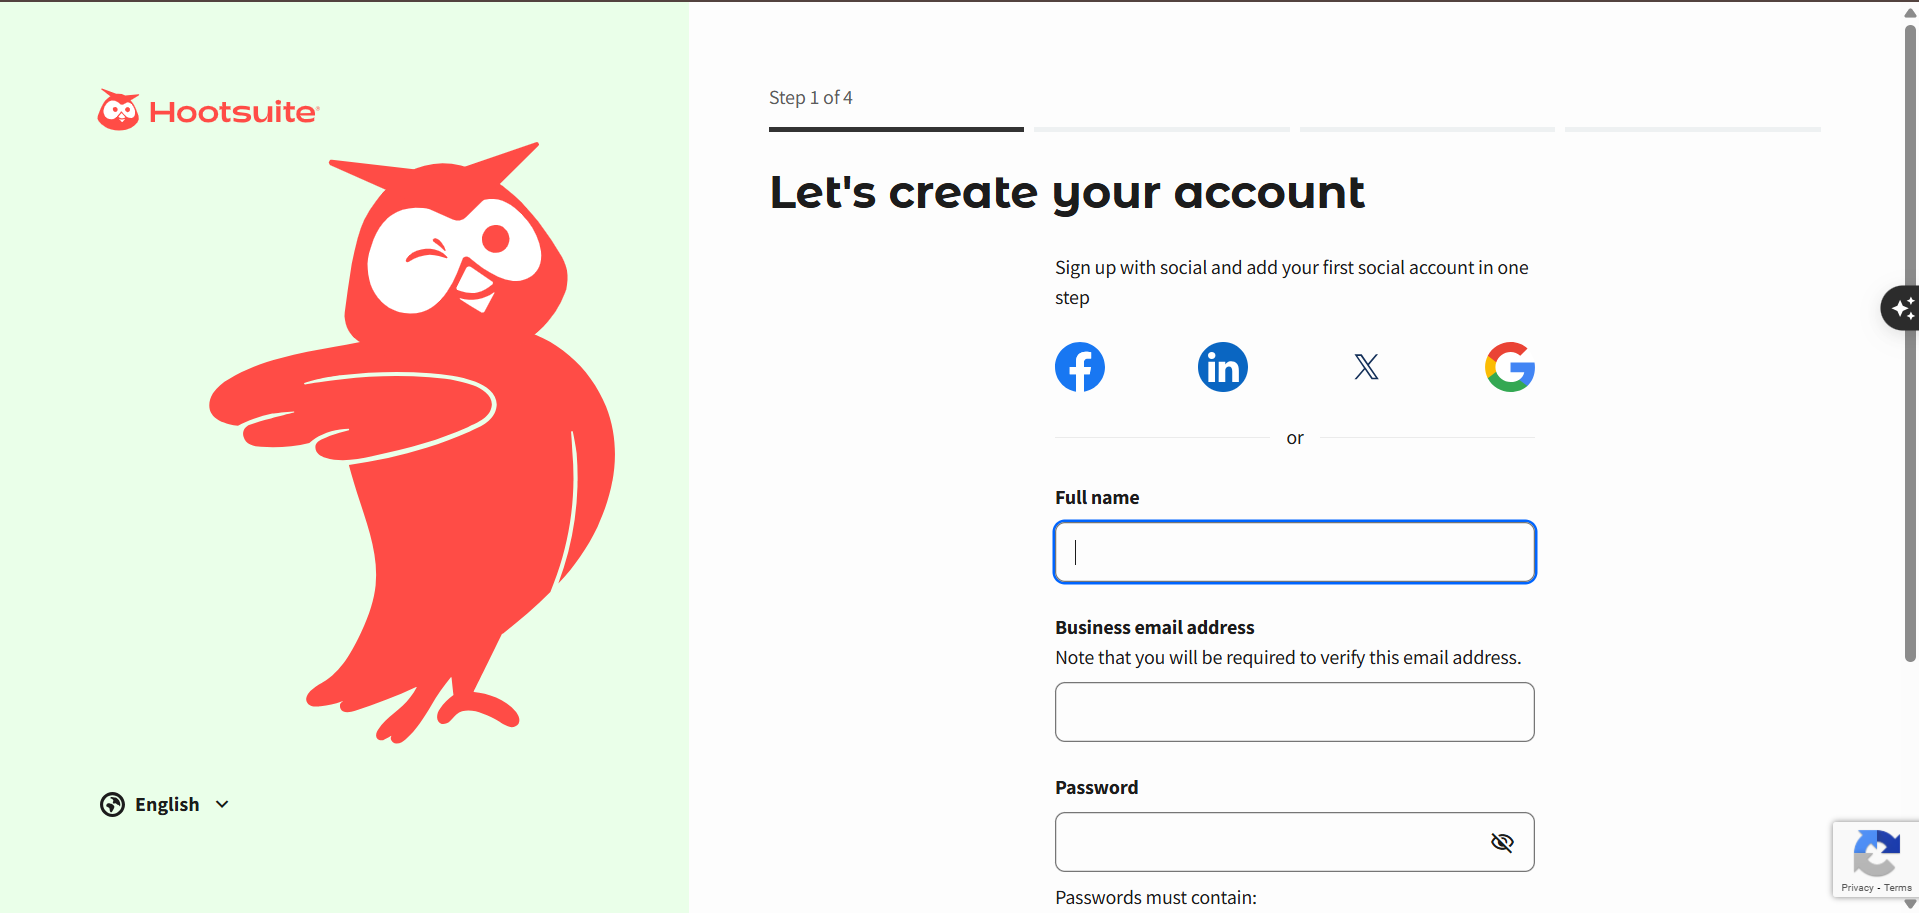 Hootsuite
Step 1 of 4
Let's create your account
Sign up with social and add your first social account in one
step
or
Full name
Business email address
Note that you will be required to verify this email address.
Password
Passwords must contain:
English
Privacy - Terms